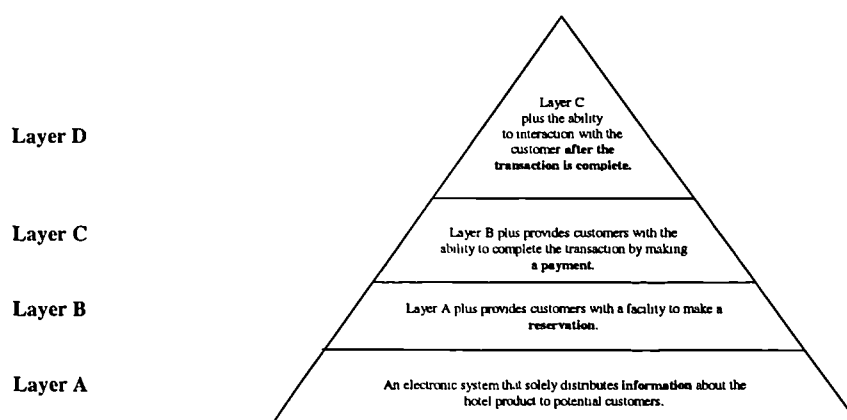 Layer D
Layer C
plus the ability
to interaction with the
customer after the
transaction is complete.
Layer C
Layer B plus provides customers with the
ability to complete the transaction by making
a payment.
Layer B
Layer A plus provides customers with a facility to make a
reservation.
Layer A
An electronic system that solely distributes information about the
hotel product to potential customers.